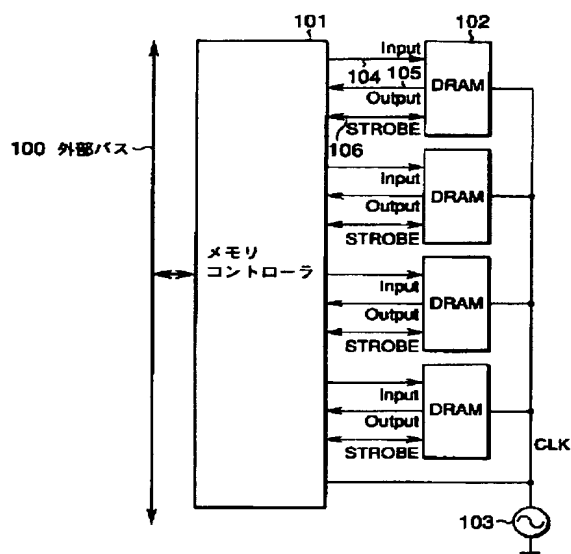 101
102
Input
104
105
Output
STROBE
106
DRAM
100 外部バス
Input
Output
STROBE
DRAM
メモリ
コントローラ
Input
Output
STROBE
DRAM
Input
Output
STROBE
DRAM
CLK
103